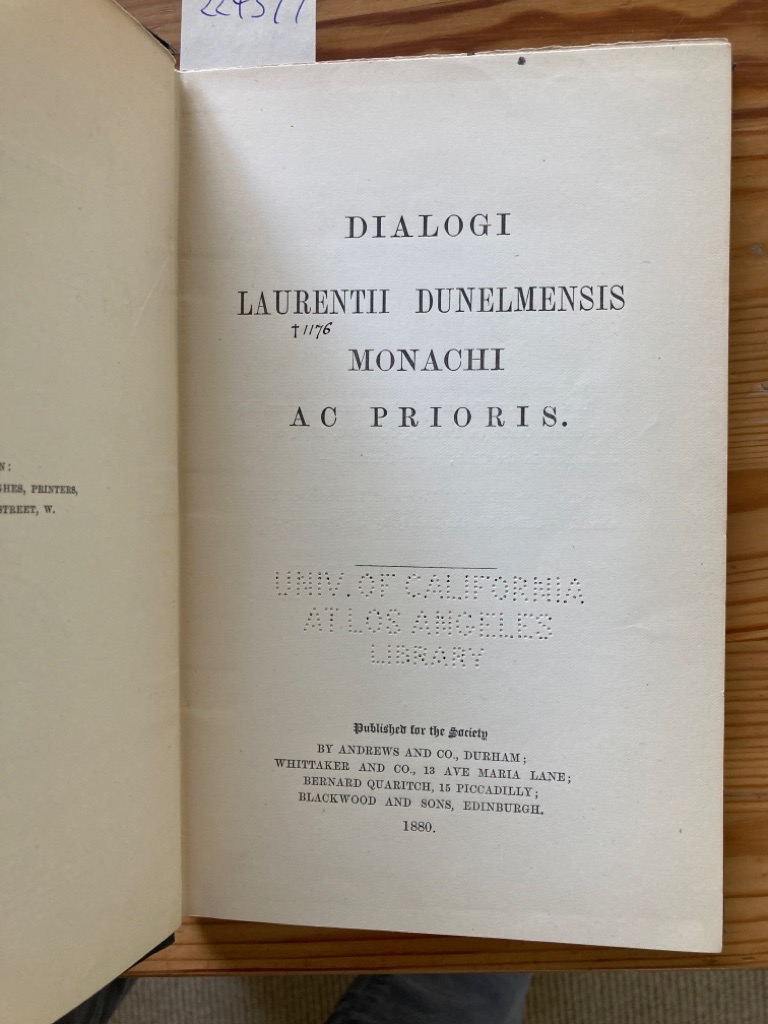 DIALOGI
LAURENTII DUNELMENSIS
†1176
MONACHI
AC PRIORIS.
UNIV. OF CALIFORNIA
AT LOS ANGELES
LIBRARY
Published for the Society
BY ANDREWS AND CO., DURHAM;
WHITTAKER AND CO., 13 AVE MARIA LANE;
BERNARD QUARITCH, 15 PICCADILLY;
BLACKWOOD AND SONS, EDINBURGH.
1880.
PRINTERS,
STREET, W.